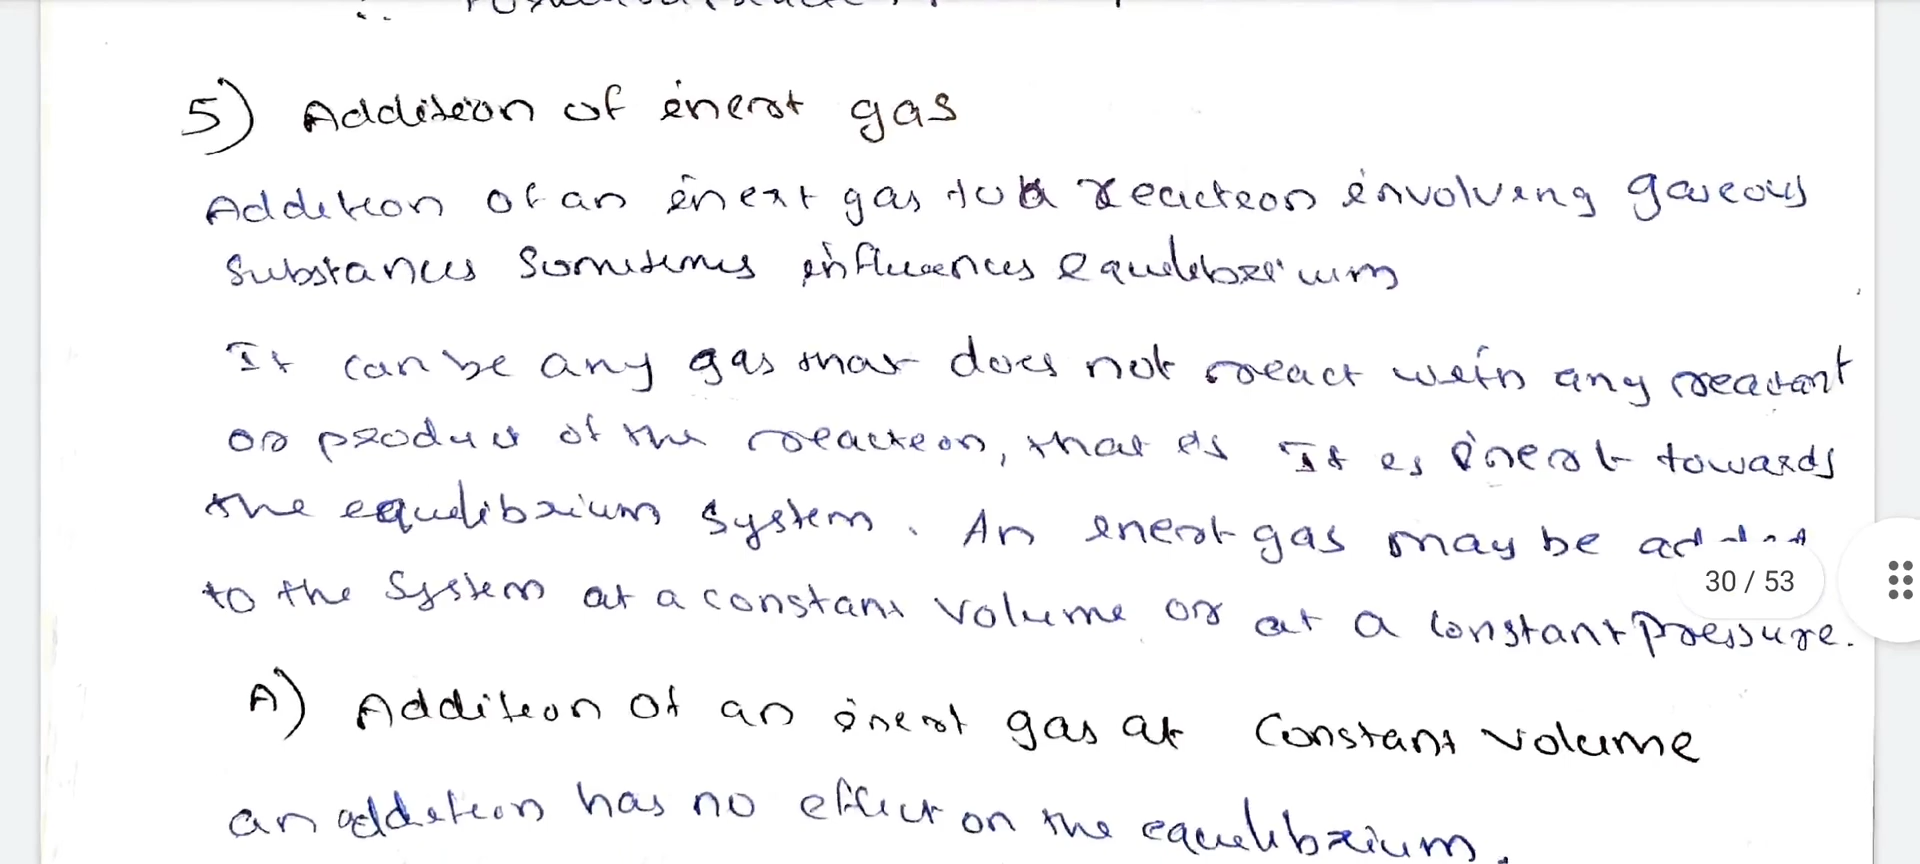 5) Addition of inert gas
Addition of an inert gas to a reaction involving gaseous
substances sometimes influences equilibrium
It can be any gas that does not react with any reactant
or product of the reaction, that is It is inert towards
the equilibrium system. An inert gas may be added
30 / 53
to the system at a constant volume or at a constant pressure.
A) Addition of an inert gas at constant volume
an addition has no effect on the equilibrium.